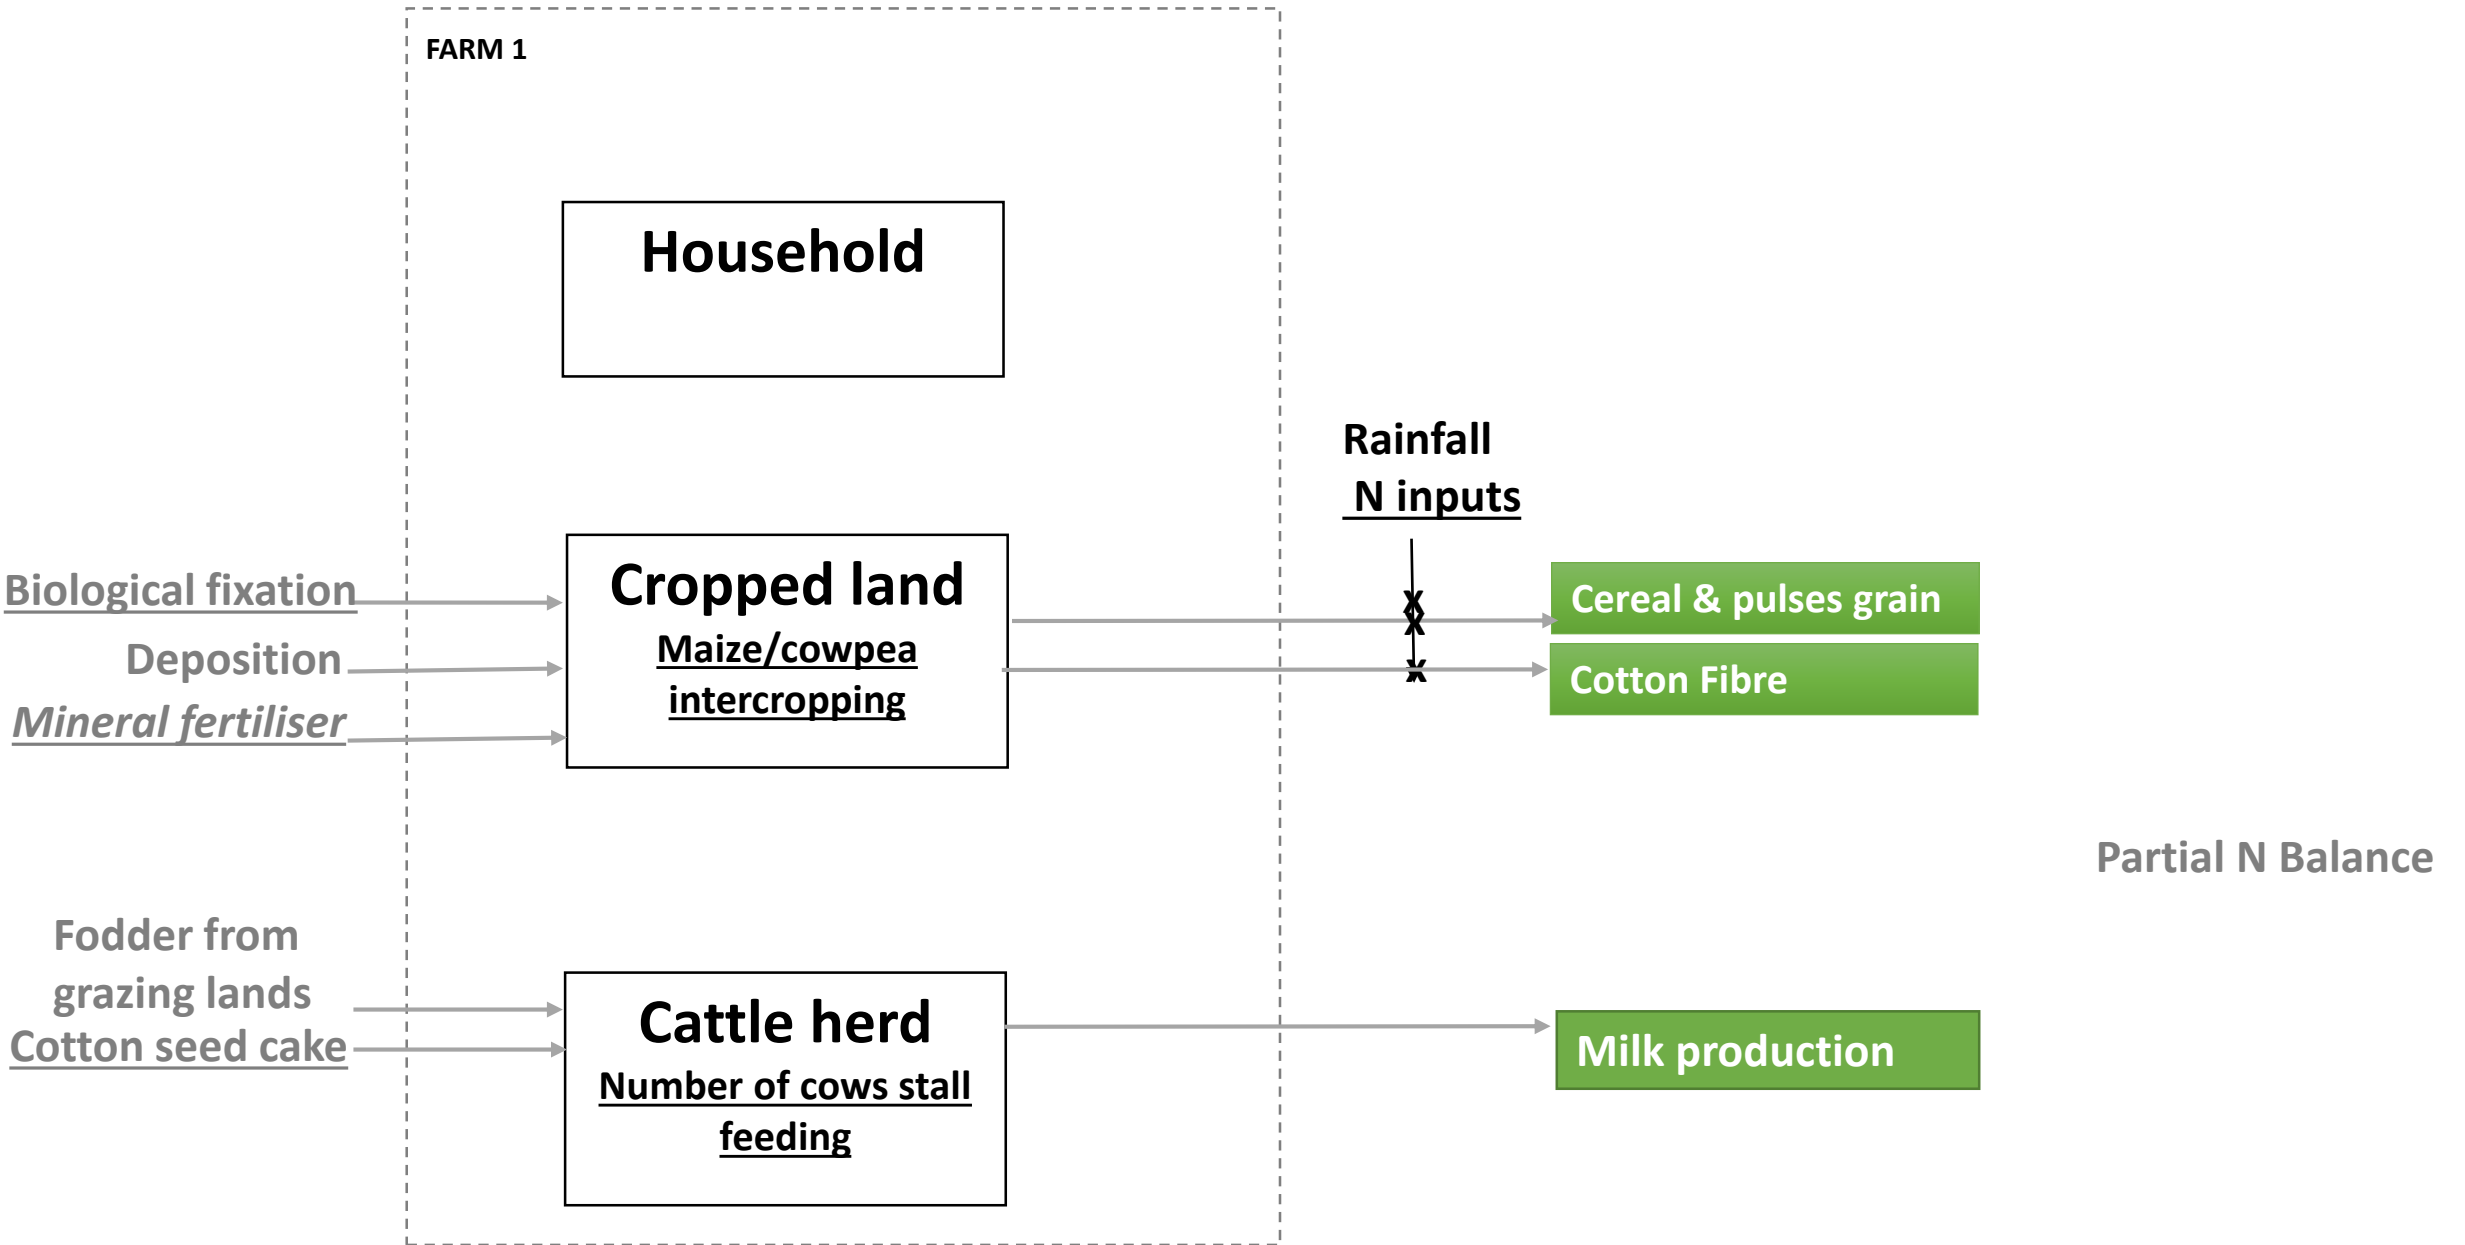 FARM 1
Household
Rainfall
N inputs
Biological fixation
Deposition
Mineral fertiliser
Cropped land
Maize/cowpea
intercropping
X
X
X
Cereal & pulses grain
Cotton Fibre
Partial N Balance
Fodder from
grazing lands
Cotton seed cake
Cattle herd
Number of cows stall
feeding
Milk production